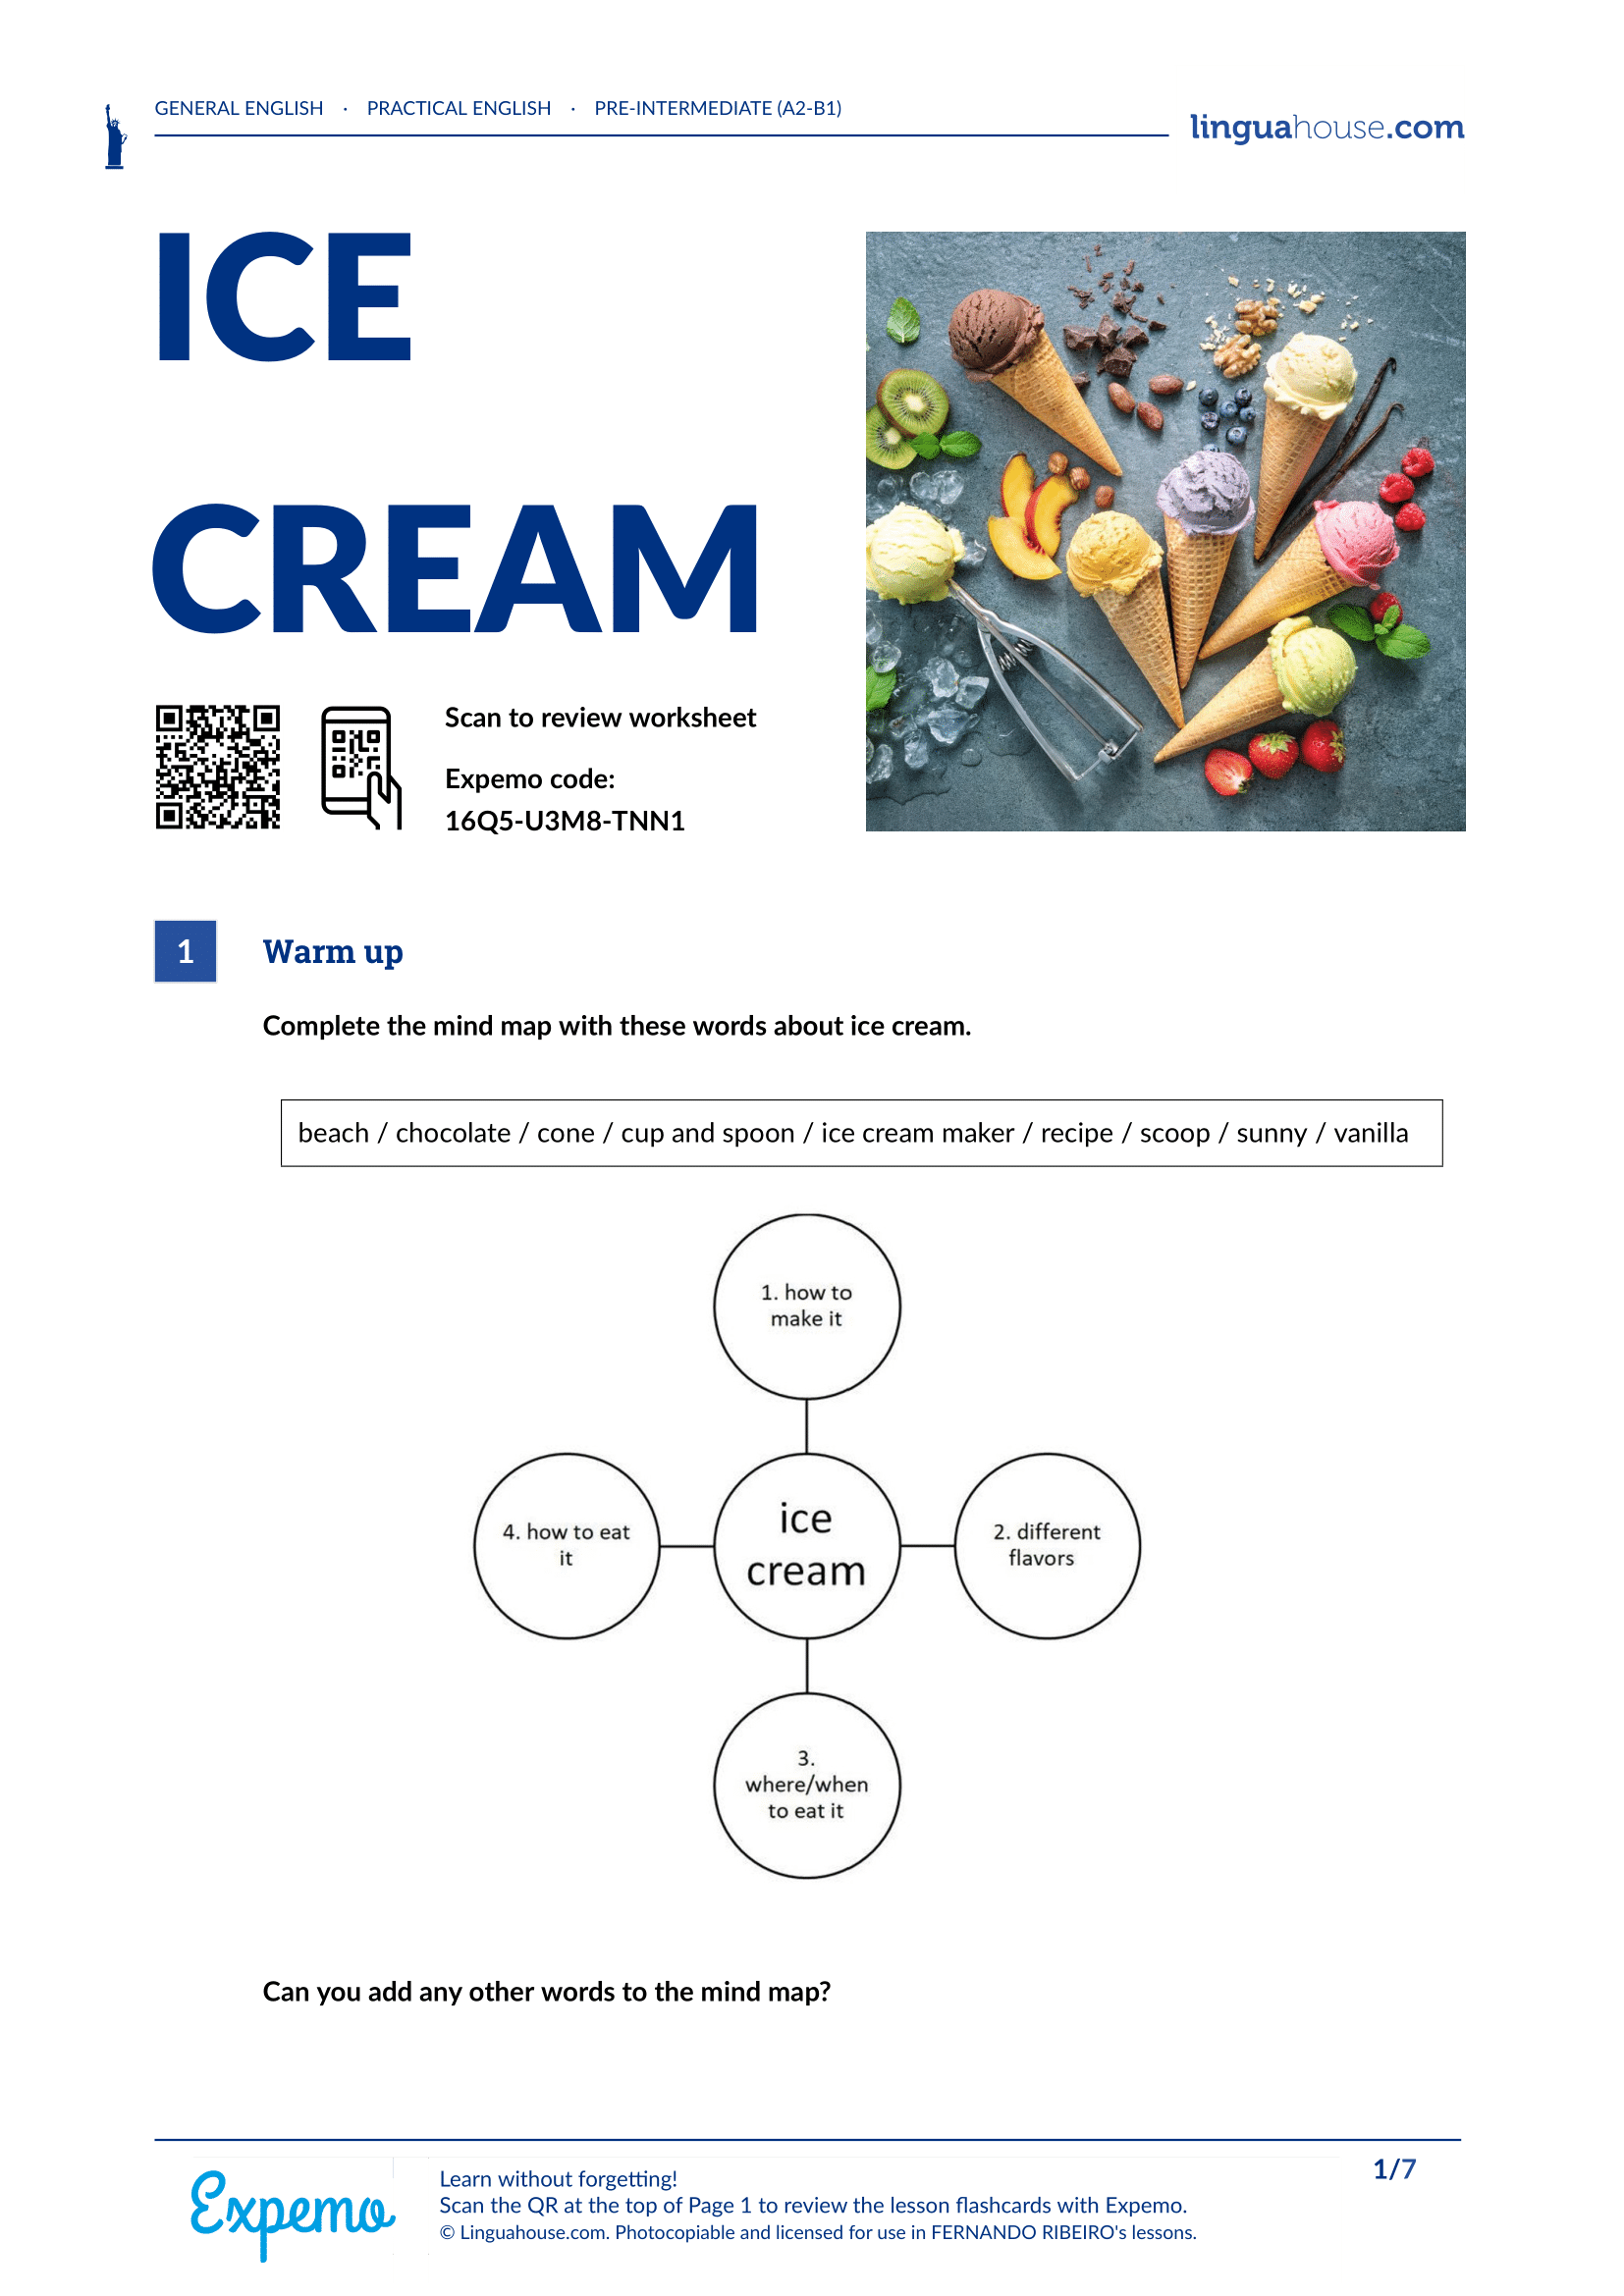 GENERAL ENGLISH · PRACTICAL ENGLISH · PRE-INTERMEDIATE (A2-B1)
linguahouse.com
ICE
CREAM
Scan to review worksheet
Expemo code:
16Q5-U3M8-TNN1
1 Warm up
Complete the mind map with these words about ice cream.
beach / chocolate / cone / cup and spoon / ice cream maker / recipe / scoop / sunny / vanilla
1. how to
make it
4. how to eat
it
ice
cream
2. different
flavors
3.
where/when
to eat it
Can you add any other words to the mind map?
Expemo
Learn without forgetting!
Scan the QR at the top of Page 1 to review the lesson flashcards with Expemo.
© Linguahouse.com. Photocopiable and licensed for use in FERNANDO RIBEIRO's lessons.
1/7